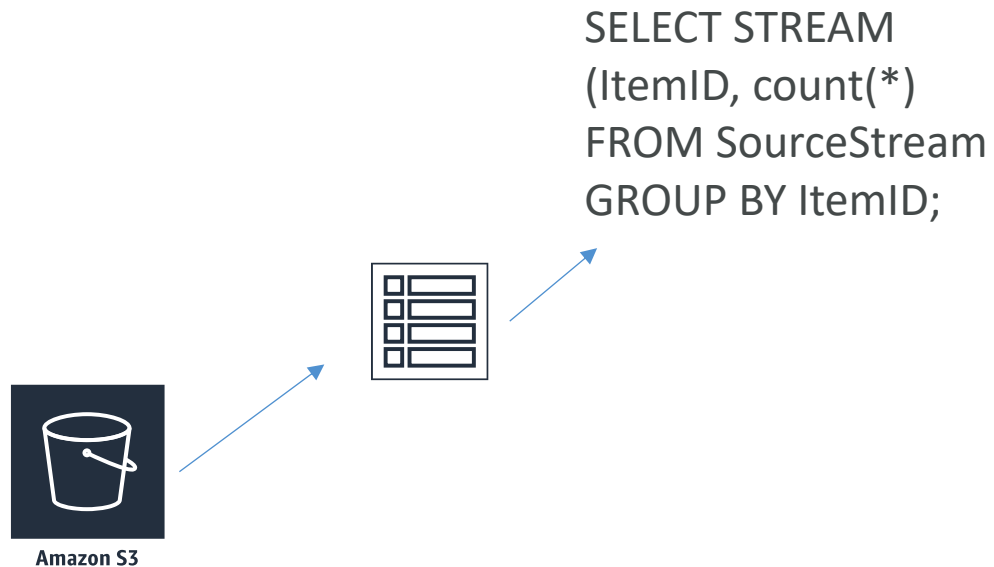 SELECT STREAM
(ItemID, count(*)
FROM SourceStream
GROUP BY ItemID;
Amazon S3